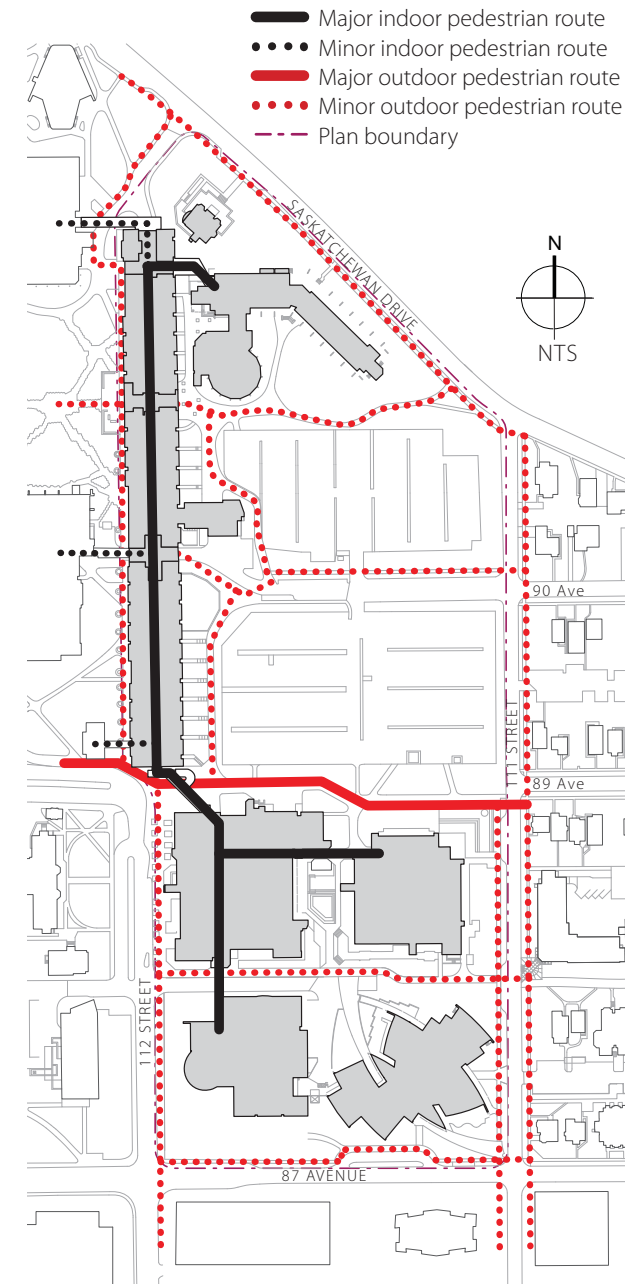 Major indoor pedestrian route
Minor indoor pedestrian route
Major outdoor pedestrian route
Minor outdoor pedestrian route
Plan boundary
SASKATCHEWAN DRIVE
N
NTS
90 Ave
111 STREET
89 Ave
112 STREET
87 AVENUE